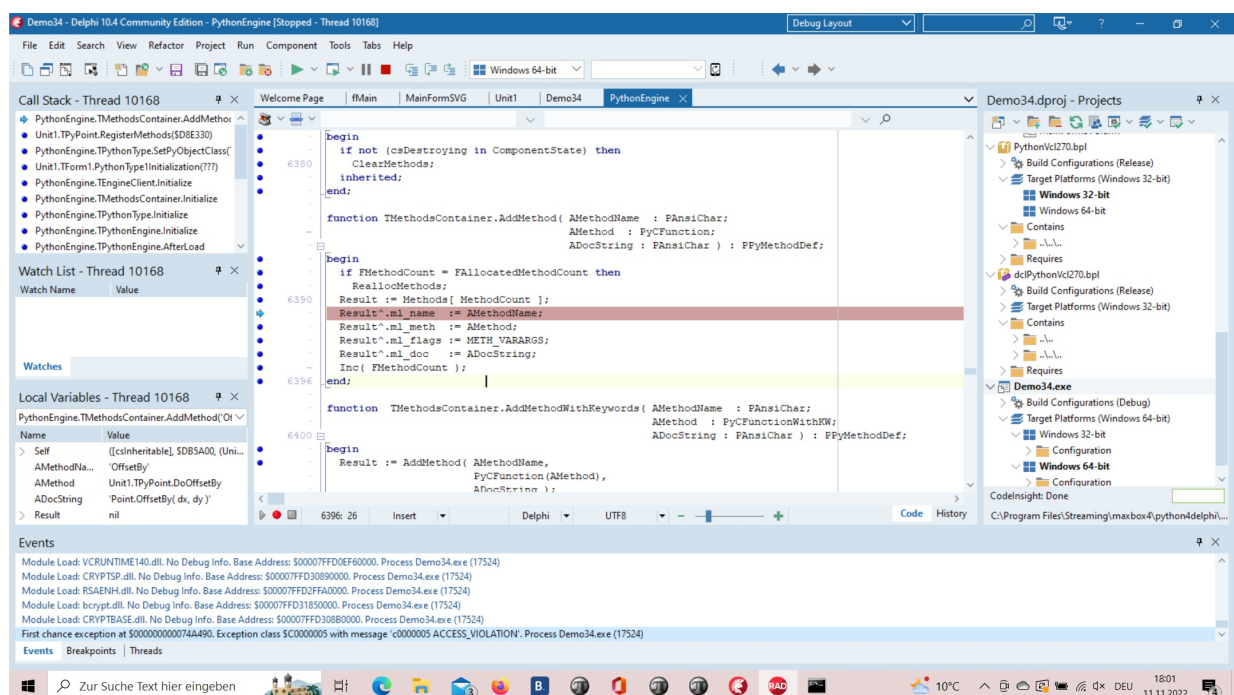 Demo34 - Delphi 10.4 Community Edition - PythonEngine [Stopped - Thread 10168]
Debug Layout
File Edit Search View Refactor Project Run Component Tools Tabs Help
Windows 64-bit
Call Stack - Thread 10168
PythonEngine.TMethodsContainer.AddMethod
Unit1.TPyPoint.RegisterMethods($D8E330)
PythonEngine.TPythonType.SetPyObjectClass(
Unit1.TForm1.PythonType1Initialization(???)
PythonEngine.TEngineClient.Initialize
PythonEngine.TMethodsContainer.Initialize
PythonEngine.TPythonType.Initialize
PythonEngine.TPythonEngine.Initialize
PythonEngine.TPythonEngine.AfterLoad
Watch List - Thread 10168
Watch Name Value
Watches
Local Variables - Thread 10168
PythonEngine.TMethodsContainer.AddMethod('Of
Name Value
Self ([csInheritable], $DB5A00, (Uni...
AMethodNa... 'OffsetBy'
AMethod Unit1.TPyPoint.DoOffsetBy
ADocString 'Point.OffsetBy( dx, dy )'
Result nil
Welcome Page fMain MainFormSVG Unit1 Demo34 PythonEngine
begin
if not (csDestroying in ComponentState) then
6380 ClearMethods;
inherited;
end;
function TMethodsContainer.AddMethod( AMethodName : PAnsiChar;
AMethod : PyCFunction;
ADocString : PAnsiChar ) : PPyMethodDef;
begin
if FMethodCount = FAllocatedMethodCount then
ReallocMethods;
6390 Result := Methods[ MethodCount ];
Result^.ml_name := AMethodName;
Result^.ml_meth := AMethod;
Result^.ml_flags := METH_VARARGS;
Result^.ml_doc := ADocString;
Inc( FMethodCount );
6396 end;
function TMethodsContainer.AddMethodWithKeywords( AMethodName : PAnsiChar;
AMethod : PyCFunctionWithKW;
6400 ADocString : PAnsiChar ) : PPyMethodDef;
begin
Result := AddMethod( AMethodName,
PyCFunction(AMethod),
ADocString );
6396: 26 Insert Delphi UTF8 Code History
Demo34.dproj - Projects
PythonVcl270.bpl
Build Configurations (Release)
Target Platforms (Windows 32-bit)
Windows 32-bit
Windows 64-bit
Contains
..\..\
Requires
dclPythonVcl270.bpl
Build Configurations (Release)
Target Platforms (Windows 32-bit)
Contains
..\..
..\..\
Requires
Demo34.exe
Build Configurations (Debug)
Target Platforms (Windows 64-bit)
Windows 32-bit
Configuration
Windows 64-bit
Configuration
CodeInsight: Done
C:\Program Files\Streaming\maxbox4\python4delphi\...
Events
Module Load: VCRUNTIME140.dll. No Debug Info. Base Address: $00007FFD0EF60000. Process Demo34.exe (17524)
Module Load: CRYPTSP.dll. No Debug Info. Base Address: $00007FFD30890000. Process Demo34.exe (17524)
Module Load: RSAENH.dll. No Debug Info. Base Address: $00007FFD2FFA0000. Process Demo34.exe (17524)
Module Load: bcrypt.dll. No Debug Info. Base Address: $00007FFD31850000. Process Demo34.exe (17524)
Module Load: CRYPTBASE.dll. No Debug Info. Base Address: $00007FFD308B0000. Process Demo34.exe (17524)
First chance exception at $000000000074A490. Exception class $C0000005 with message 'c0000005 ACCESS_VIOLATION'. Process Demo34.exe (17524)
Events Breakpoints Threads
Zur Suche Text hier eingeben
B.
RAD
10°C
DEU
18:01
11.11.2022